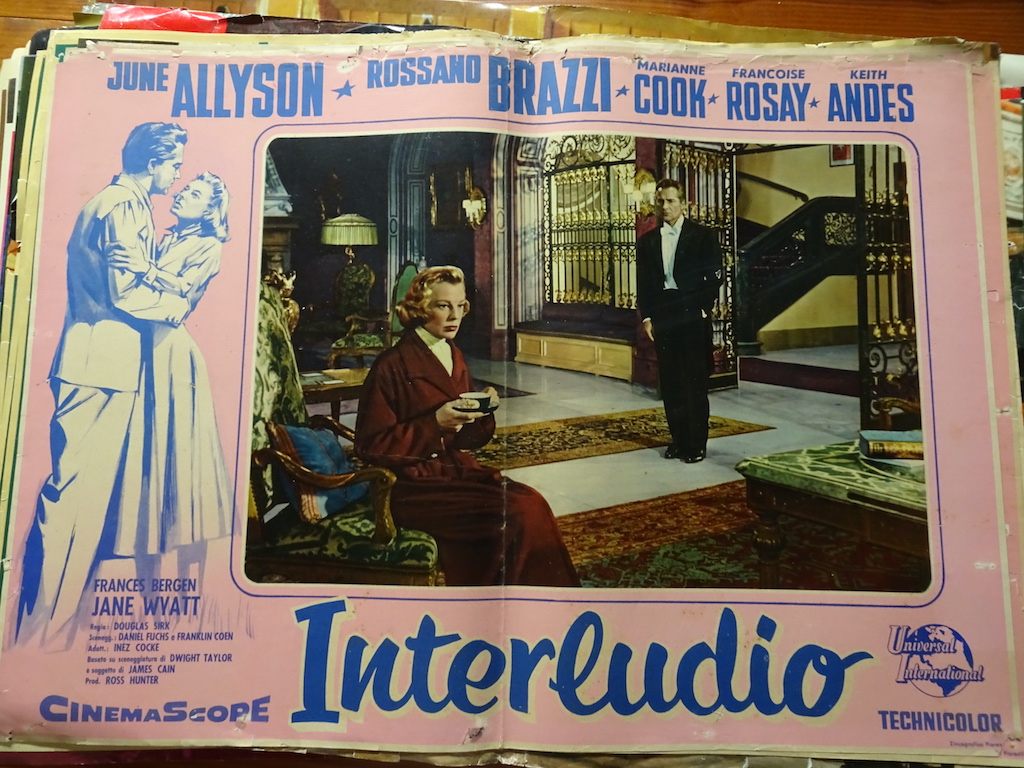 JUNE ALLYSON ★ ROSSANO BRAZZI ★ MARIANNE COOK ★ FRANCOISE ROSAY ★ KEITH ANDES
FRANCES BERGEN
JANE WYATT
Regia: DOUGLAS SIRK
Scenegg.: DANIEL FUCHS e FRANKLIN COEN
Adatt.: INEZ COCKE
Basato su sceneggiatura di DWIGHT TAYLOR
e soggetto di JAMES CAIN
Prod. ROSS HUNTER
CINEMASCOPE
Interludio
Universal
International
TECHNICOLOR